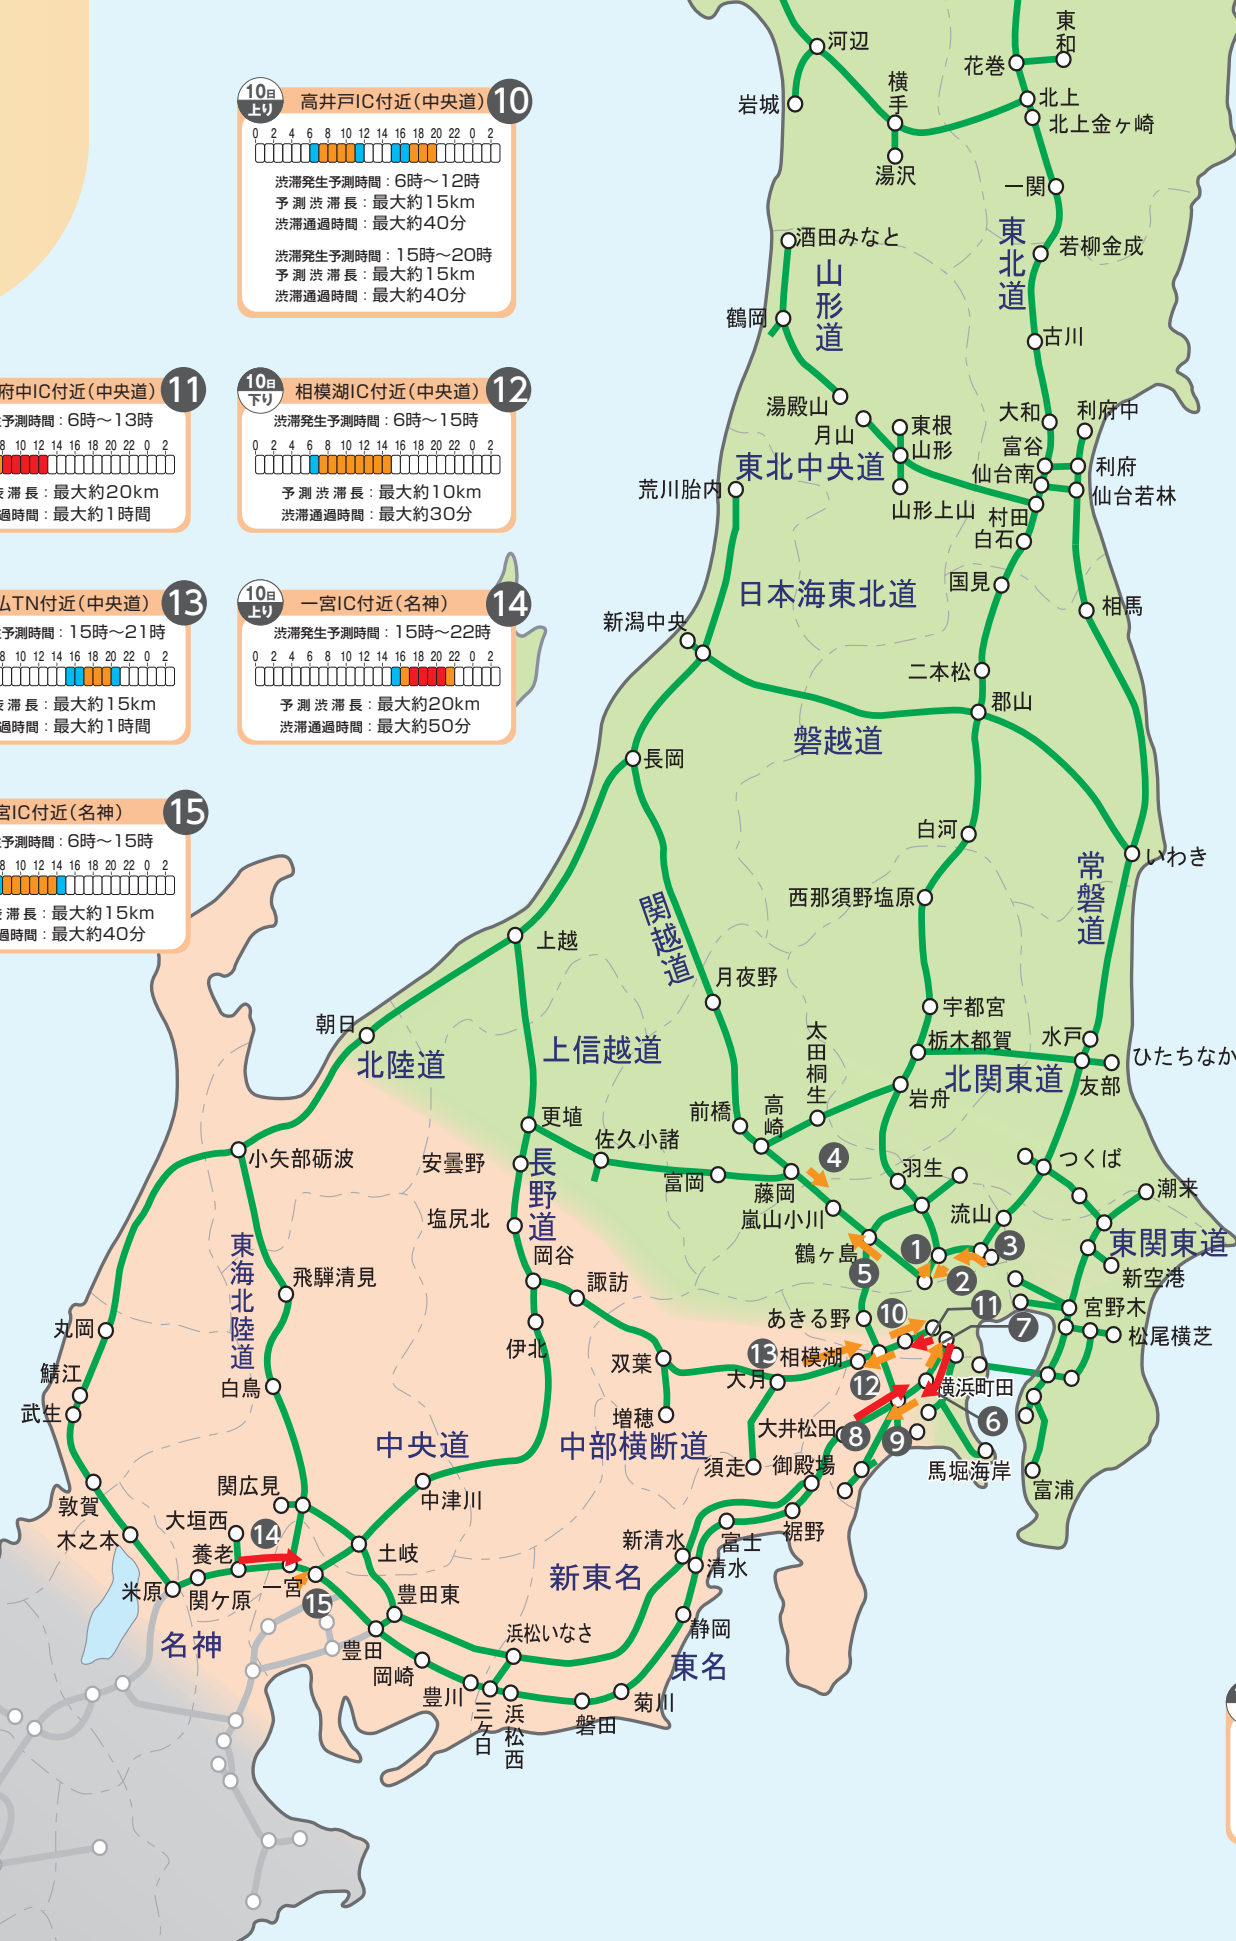 10日
上り
高井戸IC付近（中央道）
10
0 2 4 6 8 10 12 14 16 18 20 22 0 2
渋滞発生予測時間：6時～12時
予測渋滞長：最大約15km
渋滞通過時間：最大約40分
渋滞発生予測時間：15時～20時
予測渋滞長：最大約15km
渋滞通過時間：最大約40分
府中IC付近（中央道）
11
予測時間：6時～13時
8 10 12 14 16 18 20 22 0 2
滞長：最大約20km
過時間：最大約1時間
10日
下り
相模湖IC付近（中央道）
12
渋滞発生予測時間：6時～15時
0 2 4 6 8 10 12 14 16 18 20 22 0 2
予測渋滞長：最大約10km
渋滞通過時間：最大約30分
TN付近（中央道）
13
予測時間：15時～21時
8 10 12 14 16 18 20 22 0 2
滞長：最大約15km
過時間：最大約1時間
10日
上り
一宮IC付近（名神）
14
渋滞発生予測時間：15時～22時
0 2 4 6 8 10 12 14 16 18 20 22 0 2
予測渋滞長：最大約20km
渋滞通過時間：最大約50分
宮IC付近（名神）
15
予測時間：6時～15時
8 10 12 14 16 18 20 22 0 2
滞長：最大約15km
過時間：最大約40分
河辺
東和
花巻
横手
岩城
北上
北上金ヶ崎
湯沢
一関
東北道
酒田みなと
若柳金成
山形道
鶴岡
古川
湯殿山
月山
東根
大和
利府中
富谷
山形
東北中央道
仙台南
利府
荒川胎内
仙台若林
山形上山
村田
白石
国見
日本海東北道
相馬
新潟中央
二本松
郡山
磐越道
長岡
白河
いわき
常磐道
西那須野塩原
関越道
上越
月夜野
宇都宮
朝日
太田桐生
栃木都賀
水戸
ひたちなか
上信越道
北陸道
北関東道
友部
岩舟
前橋
高崎
更埴
佐久小諸
小矢部砺波
安曇野
長野道
4
羽生
つくば
富岡
藤岡
潮来
塩尻北
嵐山小川
流山
東海北陸道
岡谷
鶴ヶ島
1
3
東関東道
5
2
新空港
飛騨清見
諏訪
あきる野
10
11
7
宮野木
丸岡
伊北
松尾横芝
双葉
13
相模湖
鯖江
白鳥
大月
12
横浜町田
武生
増穂
大井松田
8
9
6
中央道
中部横断道
須走
御殿場
馬堀海岸
富浦
関広見
中津川
敦賀
大垣西
14
裾野
木之本
養老
新清水
富士
土岐
清水
米原
関ケ原
一宮
15
新東名
豊田東
静岡
名神
豊田
浜松いなさ
東名
岡崎
豊川
三ケ日
浜松西
磐田
菊川